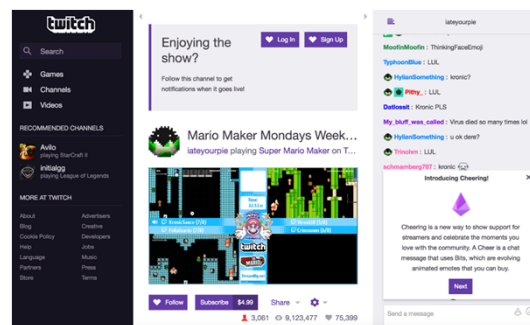 twitch
Search
Games
Channels
Videos
RECOMMENDED CHANNELS
Avilo
playing StarCraft II
initialgg
playing League of Legends
MORE AT TWITCH
About
Advertisers
Blog
Creative
Cookie Policy
Developers
Help
Jobs
Language
Music
Partners
Press
Store
Terms
Enjoying the
show?
Log In
Sign Up
Follow this channel to get
notifications when it goes live!
Mario Maker Mondays Week...
iateyourpie playing Super Mario Maker on T...
twitch
Follow
Subscribe $4.99
Share
3,061
9,123,477
75,399
iateyourpie
MoofinMoofin : ThinkingFaceEmoji
TyphoonBlue : LUL
HylianSomething : kronic?
Pithy_ : LUL
Datlossit : Kronic PLS
My_bluff_was_called : Virus died so many times lol
HylianSomething : u ok dere?
Trinohm : LUL
schmamberg787 : kronic
Introducing Cheering!
Cheering is a new way to show support for
streamers and celebrate the moments you
love with the community. A Cheer is a chat
message that uses Bits, which are evolving
animated emotes that you can buy.
Next
Send a message